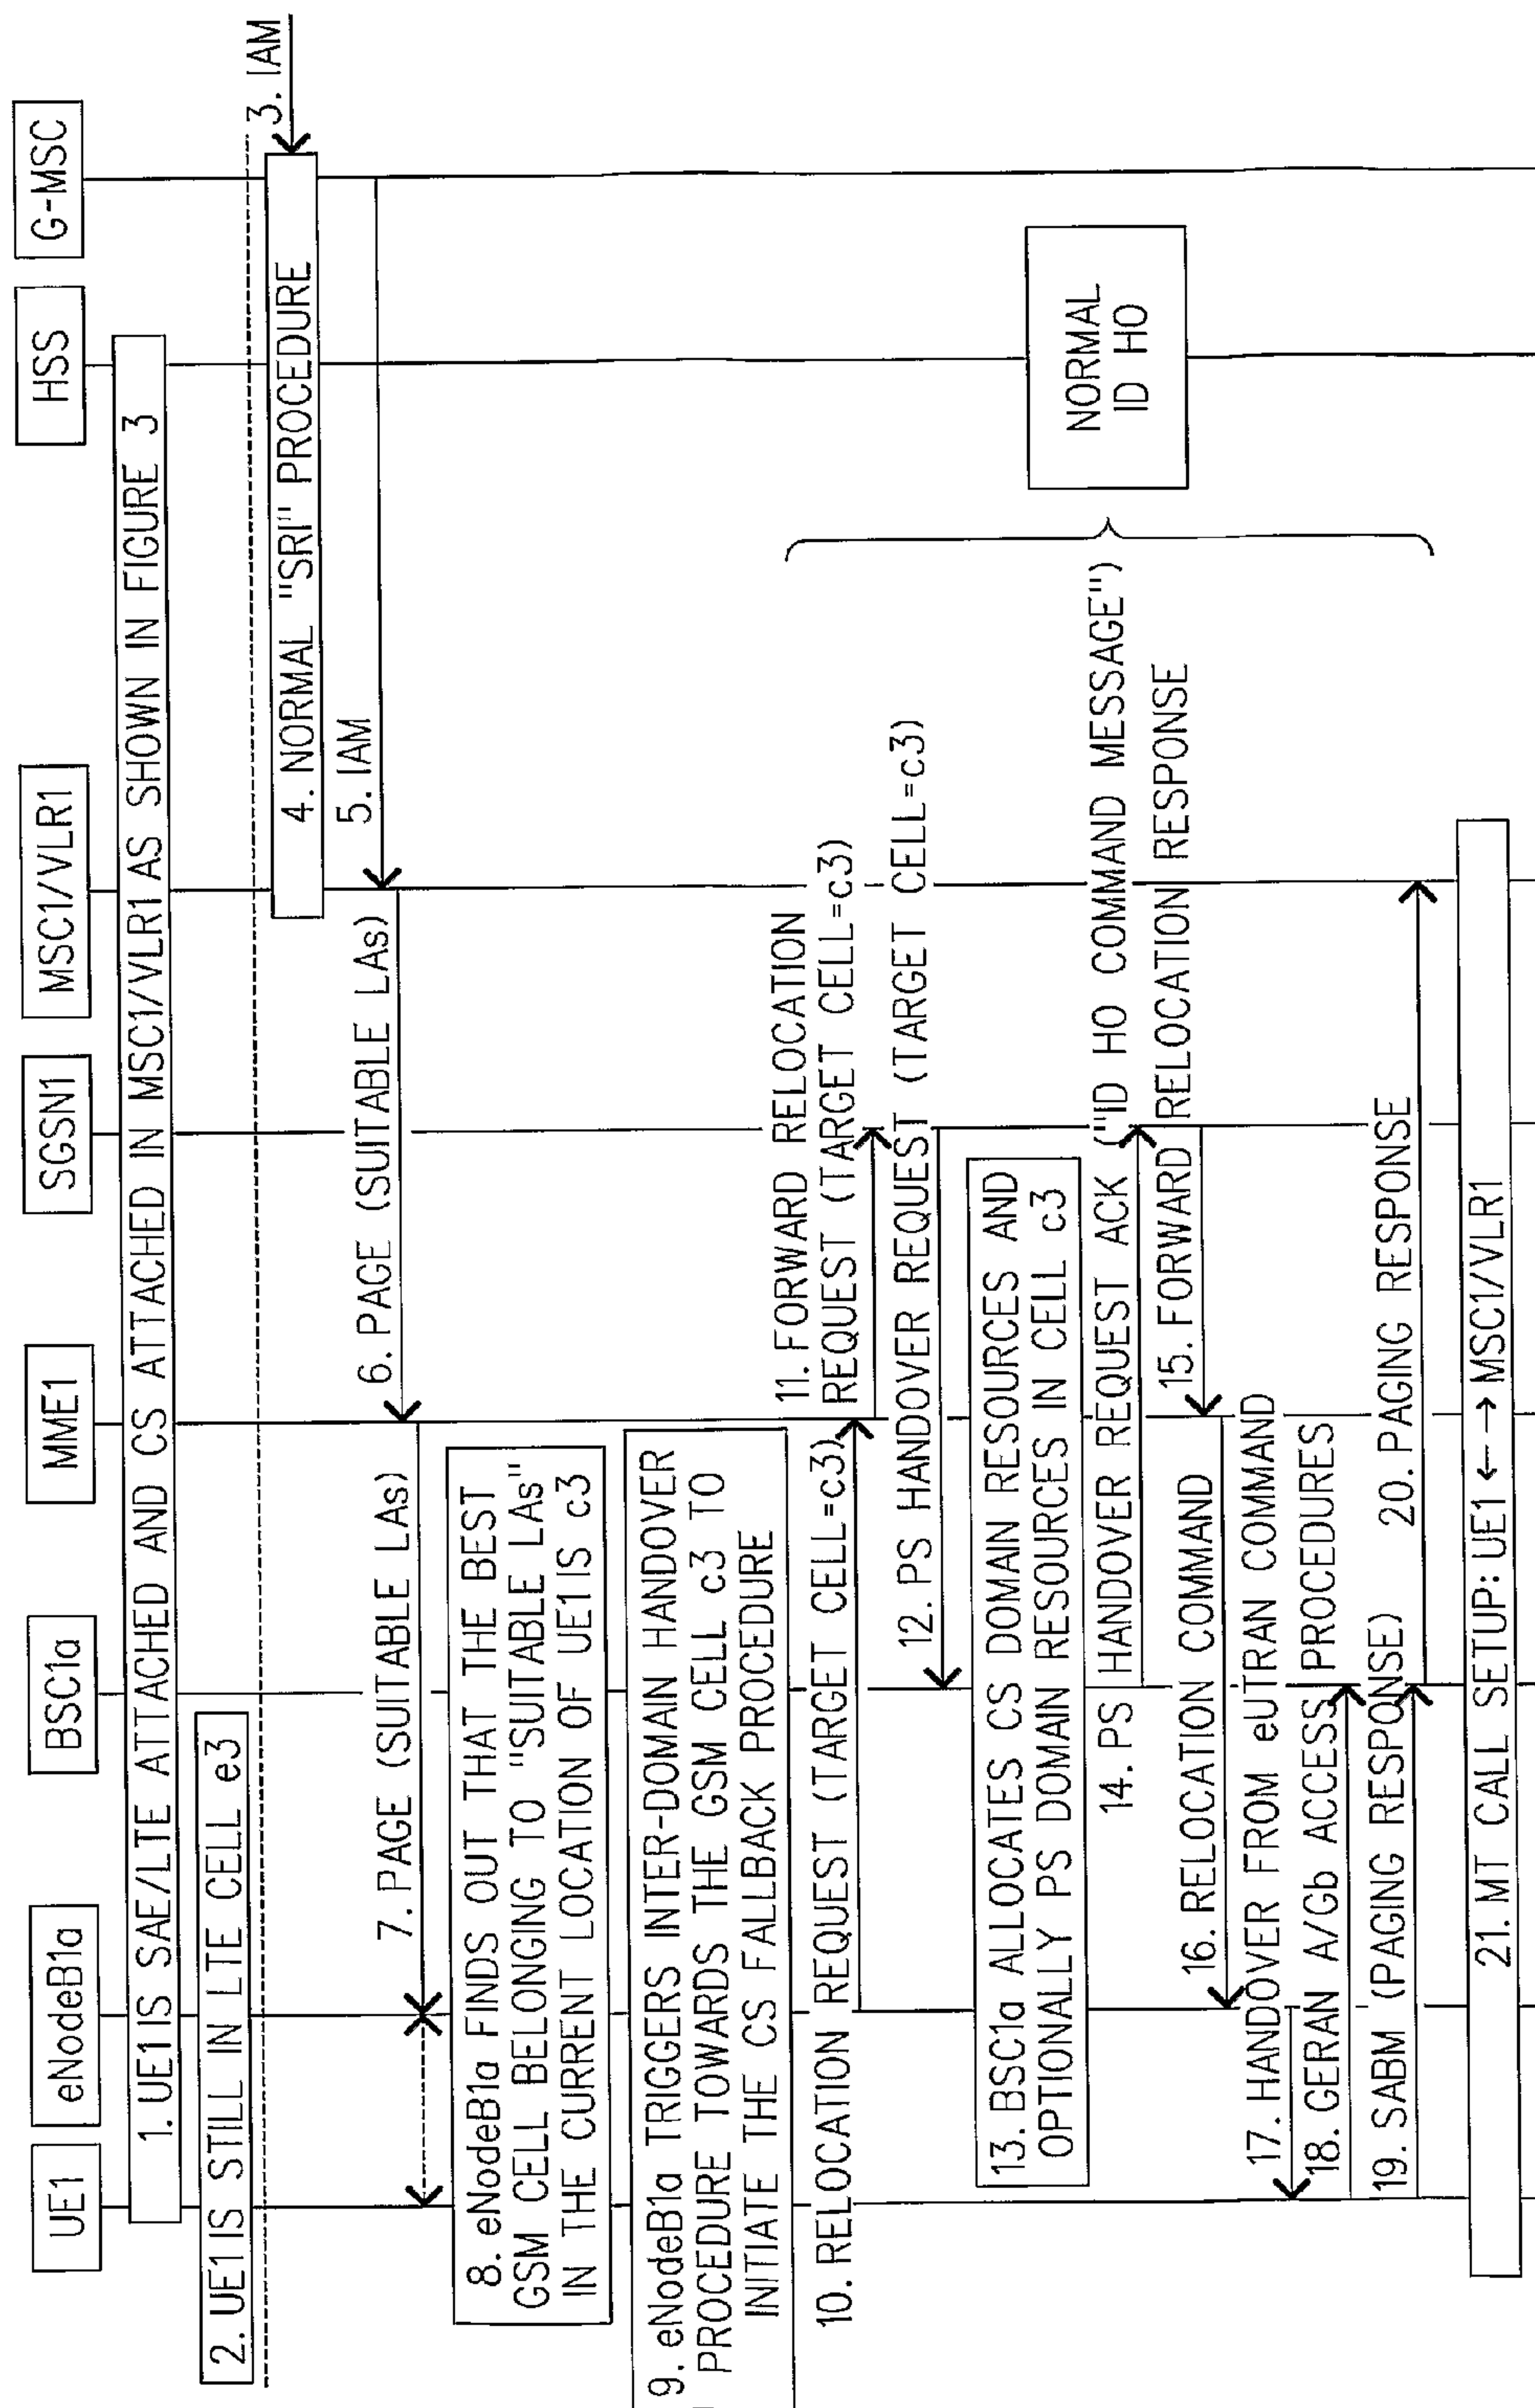 UE1
eNodeB1a
BSC1a
MME1
SGSN1
MSC1/VLR1
HSS
G-MSC
1. UE1 IS SAE/LTE ATTACHED AND CS ATTACHED IN MSC1/VLR1 AS SHOWN IN FIGURE 3
2. UE1 IS STILL IN LTE CELL e3
3. IAM
4. NORMAL "SRI" PROCEDURE
5. IAM
6. PAGE (SUITABLE LAs)
7. PAGE (SUITABLE LAs)
8. eNodeB1a FINDS OUT THAT THE BEST
GSM CELL BELONGING TO "SUITABLE LAs"
IN THE CURRENT LOCATION OF UE1 IS c3
9. eNodeB1a TRIGGERS INTER-DOMAIN HANDOVER
PROCEDURE TOWARDS THE GSM CELL c3 TO
INITIATE THE CS FALLBACK PROCEDURE
10. RELOCATION REQUEST (TARGET CELL=c3)
11. FORWARD RELOCATION
REQUEST (TARGET CELL=c3)
12. PS HANDOVER REQUEST (TARGET CELL=c3)
13. BSC1a ALLOCATES CS DOMAIN RESOURCES AND
OPTIONALLY PS DOMAIN RESOURCES IN CELL c3
14. PS HANDOVER REQUEST ACK ("ID HO COMMAND MESSAGE")
15. FORWARD RELOCATION RESPONSE
16. RELOCATION COMMAND
17. HANDOVER FROM eUTRAN COMMAND
18. GERAN A/Gb ACCESS PROCEDURES
19. SABM (PAGING RESPONSE)
20. PAGING RESPONSE
NORMAL
ID HO
21. MT CALL SETUP: UE1 ←→ MSC1/VLR1